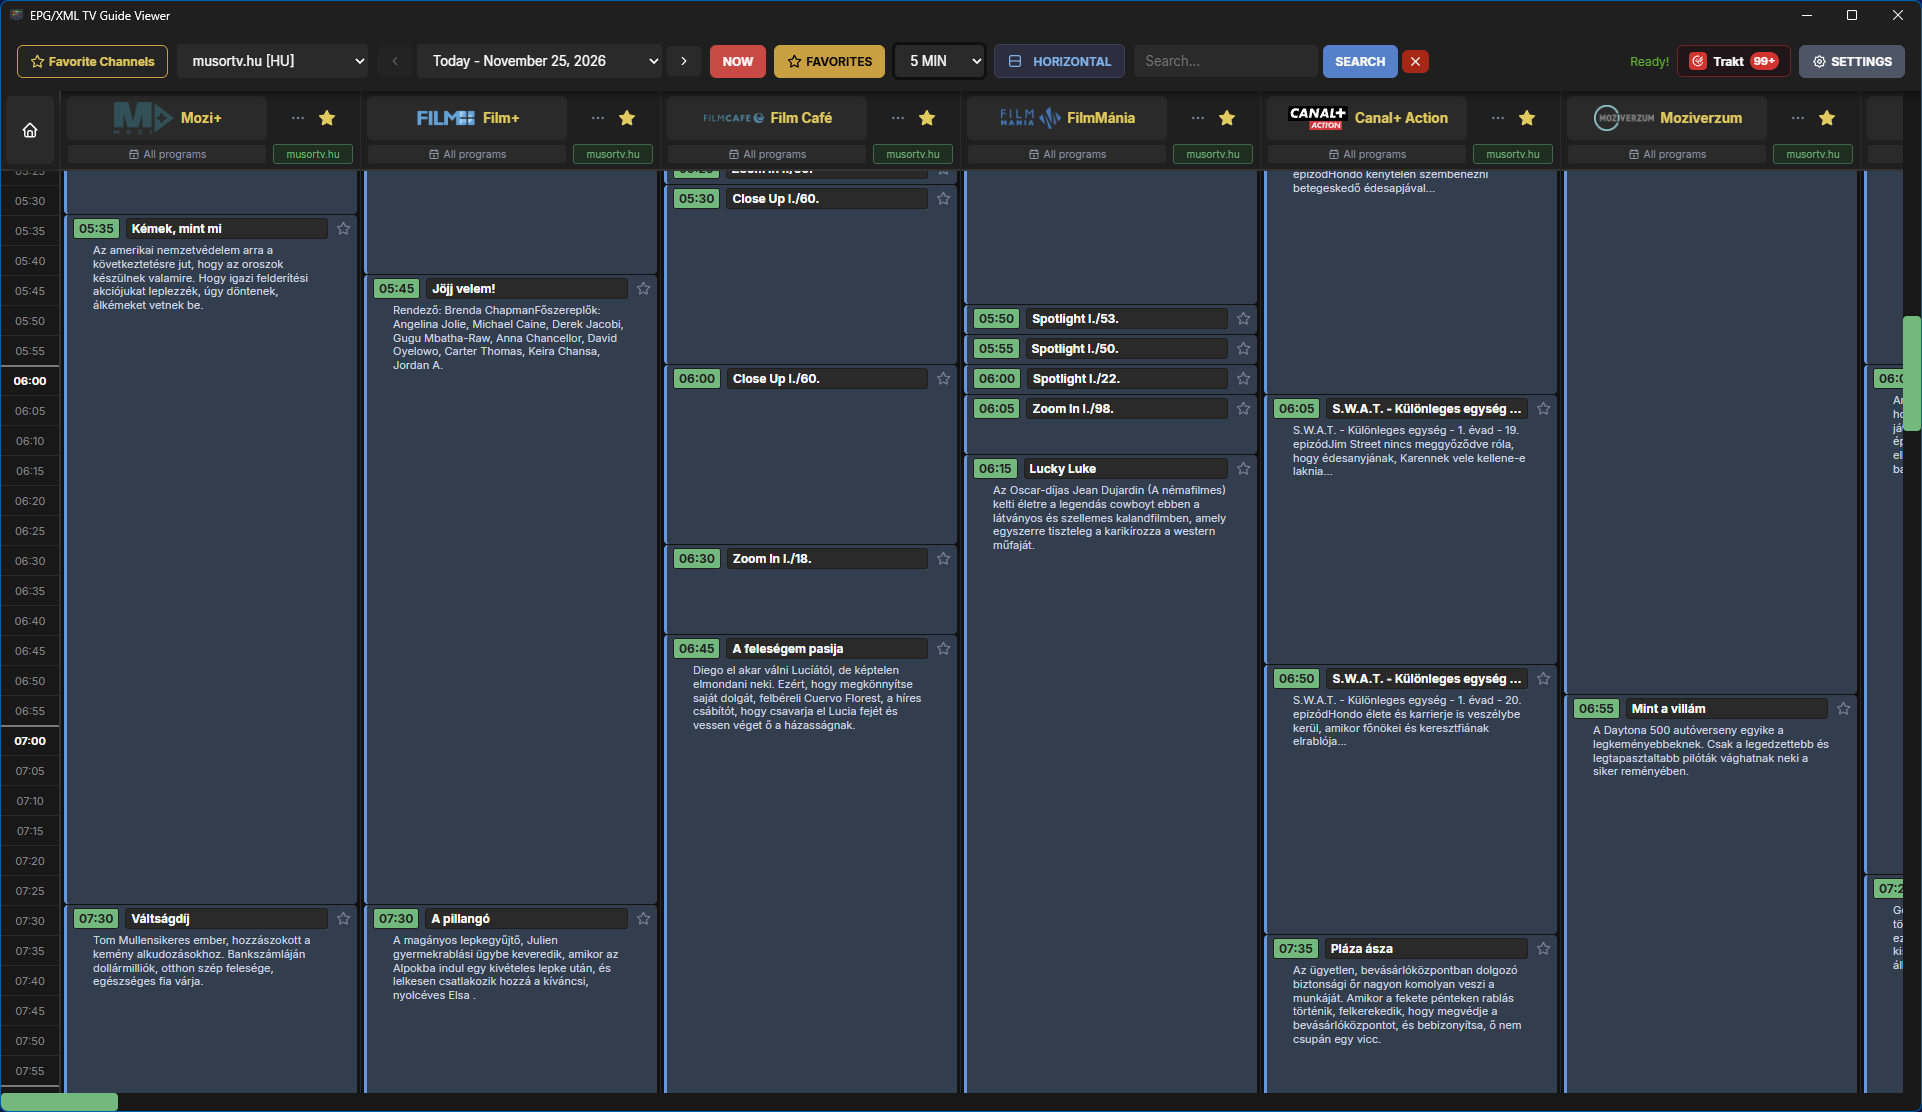 EPG/XML TV Guide Viewer
Favorite Channels
musortv.hu [HU]
Today - November 25, 2026
NOW
FAVORITES
5 MIN
HORIZONTAL
Search...
SEARCH
Ready!
Trakt 99+
SETTINGS
MOZI
Mozi+
All programs
musortv.hu
FILM
Film+
All programs
musortv.hu
FILMCAFE
Film Café
All programs
musortv.hu
FILM
MANIA
FilmMánia
All programs
musortv.hu
CANAL+
ACTION
Canal+ Action
All programs
musortv.hu
MOZIVERZUM
Moziverzum
All programs
musortv.hu
05:25
05:30
05:35
05:40
05:45
05:50
05:55
06:00
06:05
06:10
06:15
06:20
06:25
06:30
06:35
06:40
06:45
06:50
06:55
07:00
07:05
07:10
07:15
07:20
07:25
07:30
07:35
07:40
07:45
07:50
07:55
05:35 Kémek, mint mi
Az amerikai nemzetvédelem arra a
következtetésre jut, hogy az oroszok
készülnek valamire. Hogy igazi felderítési
akciójukat leplezzék, úgy döntenek,
álkémeket vetnek be.
07:30 Váltságdíj
Tom Mullensikeres ember, hozzászokott a
kemény alkudozásokhoz. Bankszámláján
dollármilliók, otthon szép felesége,
egészséges fia várja.
05:45 Jöjj velem!
Rendező: Brenda ChapmanFőszereplők:
Angelina Jolie, Michael Caine, Derek Jacobi,
Gugu Mbatha-Raw, Anna Chancellor, David
Oyelowo, Carter Thomas, Keira Chansa,
Jordan A.
07:30 A pillangó
A magányos lepkegyűjtő, Julien
gyermekrablási ügybe keveredik, amikor az
Alpokba indul egy kivételes lepke után, és
lelkesen csatlakozik hozzá a kíváncsi,
nyolcéves Elsa .
05:30 Close Up I./60.
06:00 Close Up I./60.
06:30 Zoom In I./18.
06:45 A feleségem pasija
Diego el akar válni Lucíától, de képtelen
elmondani neki. Ezért, hogy megkönnyítse
saját dolgát, felbéreli Cuervo Florest, a híres
csábítót, hogy csavarja el Lucia fejét és
vessen véget ő a házasságnak.
05:50 Spotlight I./53.
05:55 Spotlight I./50.
06:00 Spotlight I./22.
06:05 Zoom In I./98.
06:15 Lucky Luke
Az Oscar-díjas Jean Dujardin (A némafilmes)
kelti életre a legendás cowboyt ebben a
látványos és szellemes kalandfilmben, amely
egyszerre tiszteleg a karikírozza a western
műfaját.
epizódHondo kénytelen szembenézni
betegeskedő édesapjával...
06:05 S.W.A.T. - Különleges egység ...
S.W.A.T. - Különleges egység - 1. évad - 19.
epizódJim Street nincs meggyőződve róla,
hogy édesanyjának, Karennek vele kellene-e
laknia...
06:50 S.W.A.T. - Különleges egység ...
S.W.A.T. - Különleges egység - 1. évad - 20.
epizódHondo élete és karrierje is veszélybe
kerül, amikor főnökei és keresztfiának
elrablója...
07:35 Pláza ásza
Az ügyetlen, bevásárlóközpontban dolgozó
biztonsági őr nagyon komolyan veszi a
munkáját. Amikor a fekete pénteken rablás
történik, felkerekedik, hogy megvédje a
bevásárlóközpontot, és bebizonyítsa, ő nem
csupán egy vicc.
06:55 Mint a villám
A Daytona 500 autóverseny egyike a
legkeményebbeknek. Csak a legedzettebb és
legtapasztaltabb pilóták vághatnak neki a
siker reményében.